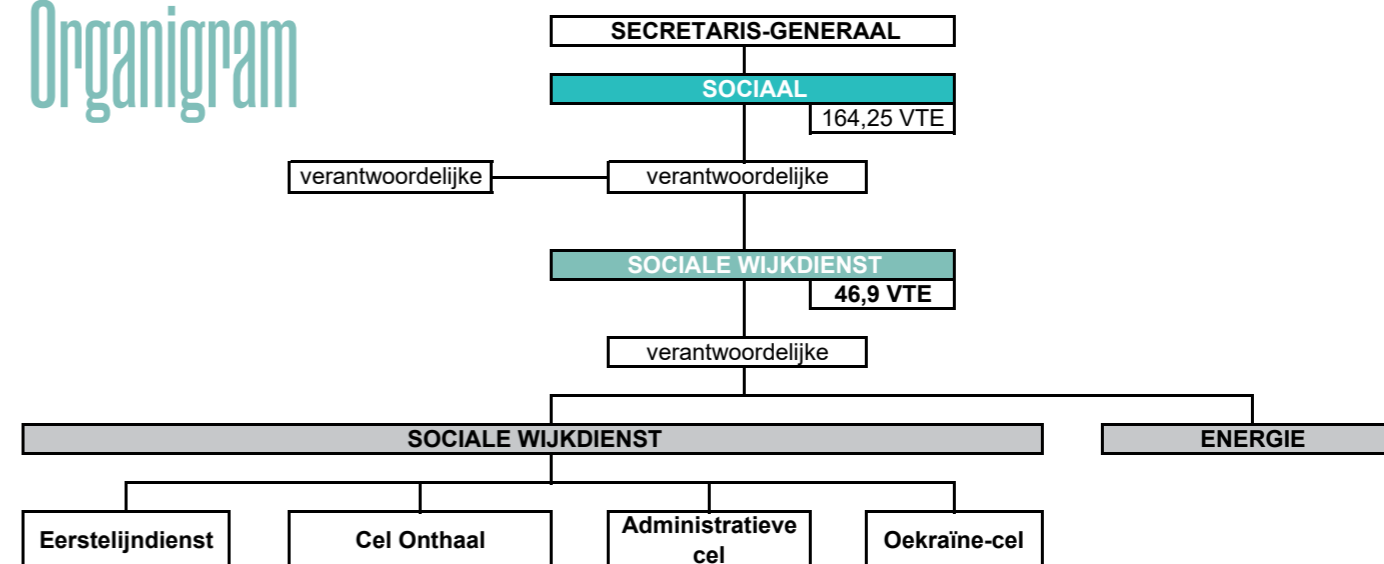 Organigram
SECRETARIS-GENERAAL
SOCIAAL
164,25 VTE
verantwoordelijke
verantwoordelijke
SOCIALE WIJKDIENST
46,9 VTE
verantwoordelijke
SOCIALE WIJKDIENST
ENERGIE
Eerstelijndienst
Cel Onthaal
Administratieve
cel
Oekraïne-cel